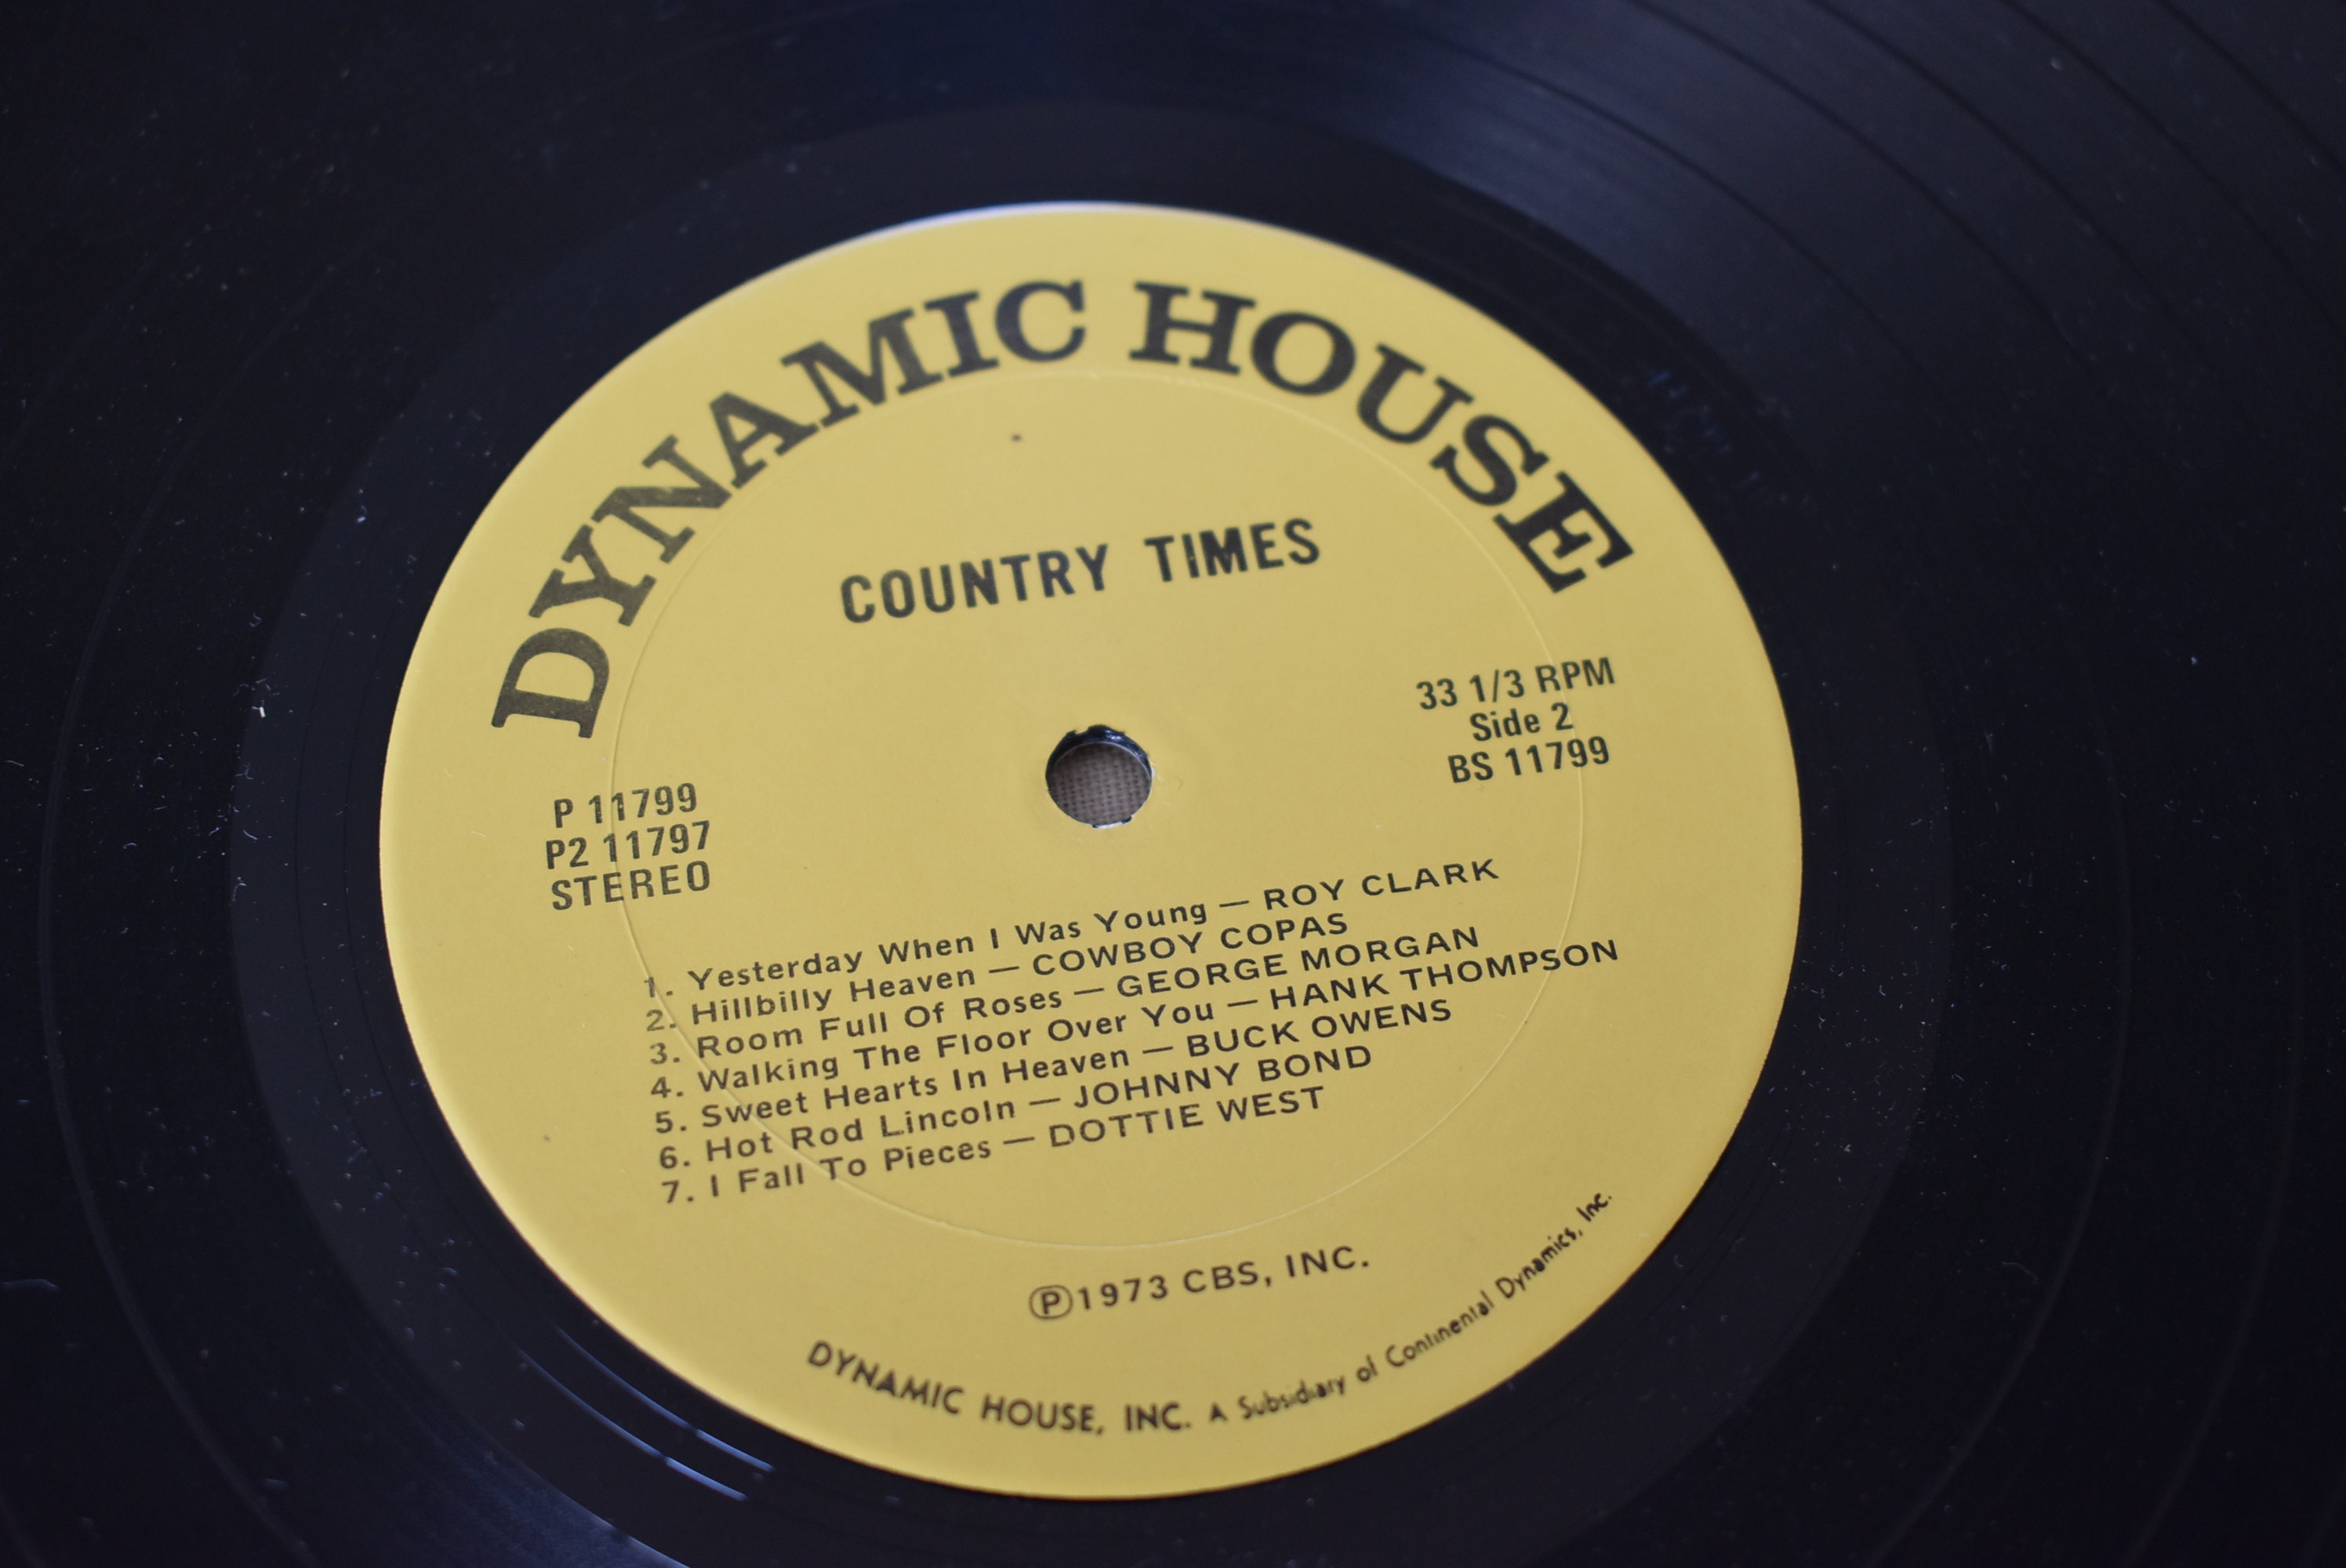 DYNAMIC HOUSE
COUNTRY TIMES
33 1/3 RPM
Side 2
BS 11799
P 11799
P2 11797
STEREO
1. Yesterday When I Was Young — ROY CLARK
2. Hillbilly Heaven — COWBOY COPAS
3. Room Full Of Roses — GEORGE MORGAN
4. Walking The Floor Over You — HANK THOMPSON
5. Sweet Hearts In Heaven — BUCK OWENS
6. Hot Rod Lincoln — JOHNNY BOND
7. I Fall To Pieces — DOTTIE WEST
Ⓟ1973 CBS, INC.
DYNAMIC HOUSE, INC. A Subsidiary of Continental Dynamics, Inc.